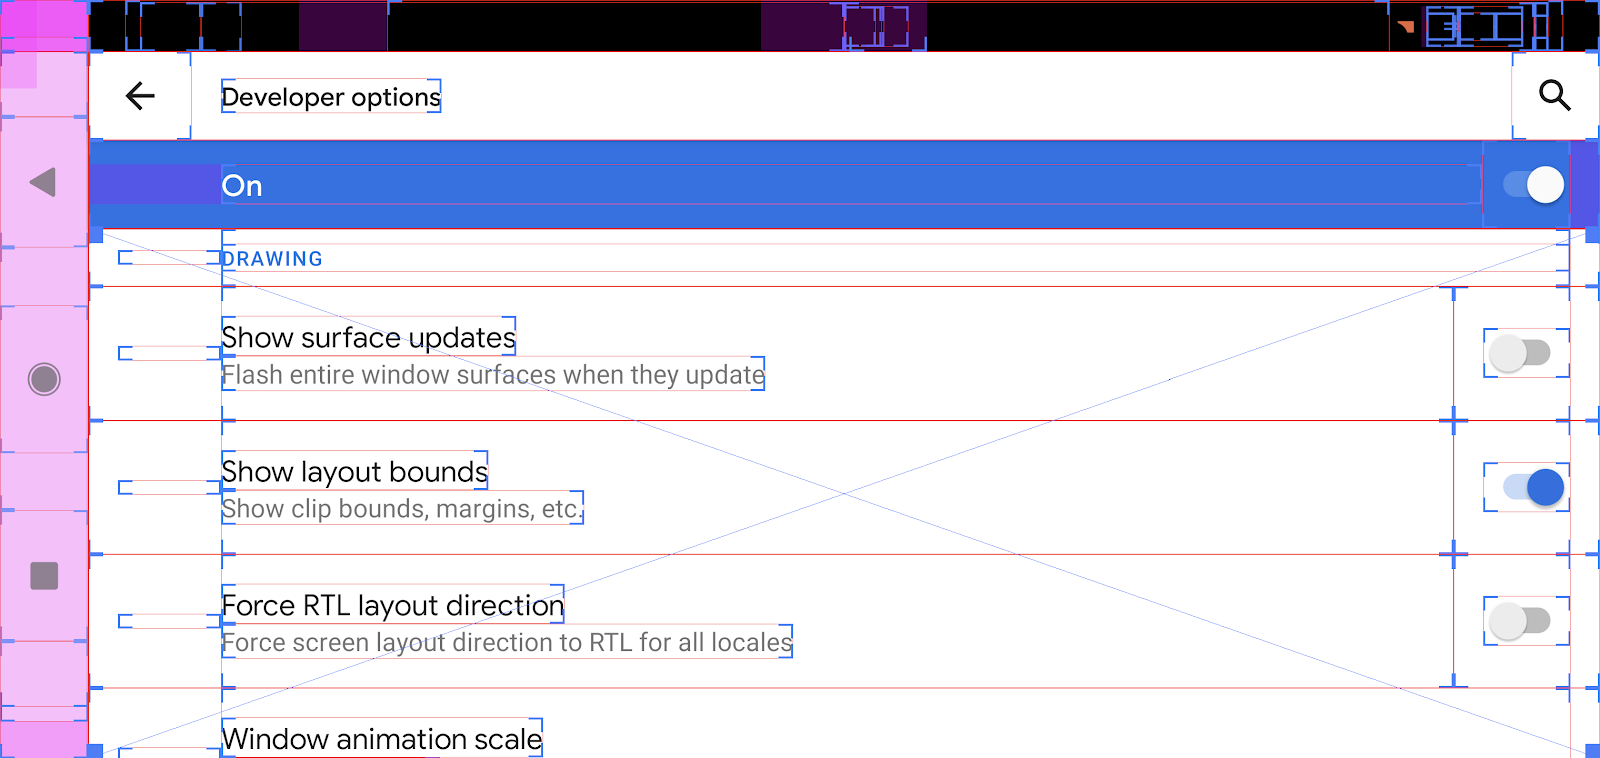 Developer options
On
DRAWING
Show surface updates
Flash entire window surfaces when they update
Show layout bounds
Show clip bounds, margins, etc.
Force RTL layout direction
Force screen layout direction to RTL for all locales
Window animation scale